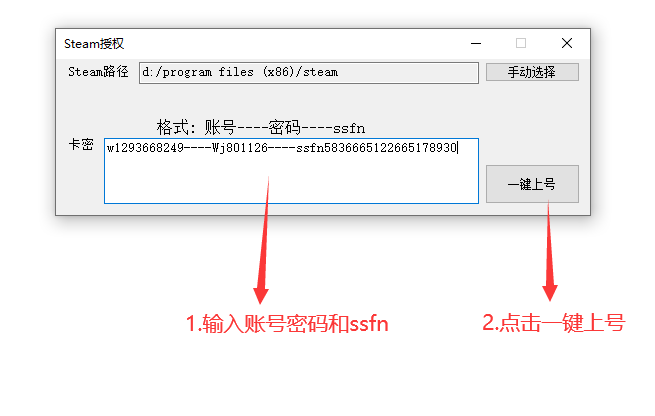 Steam授权
Steam路径 d:/program files (x86)/steam 手动选择
格式: 账号----密码----ssfn
卡密 w1293668249----Wj801126----ssfn5836665122665178930
一键上号
1.输入账号密码和ssfn 2.点击一键上号